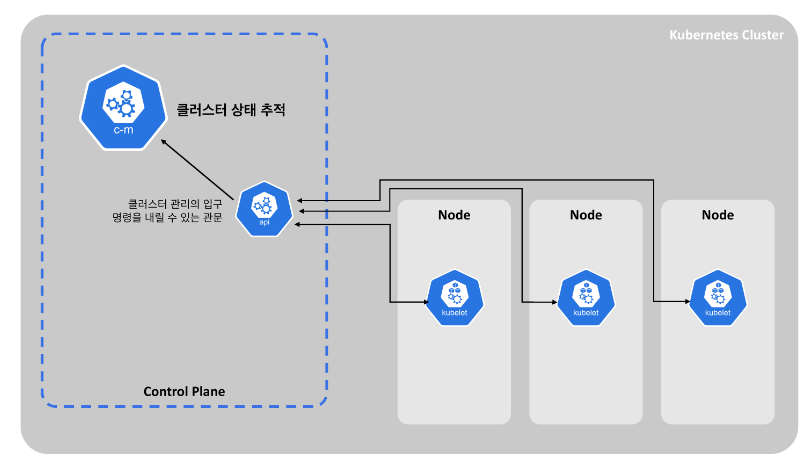 Kubernetes Cluster
클러스터 상태 추적
c-m
클러스터 관리의 입구
명령을 내릴 수 있는 관문
api
Control Plane
Node
kubelet
Node
kubelet
Node
kubelet